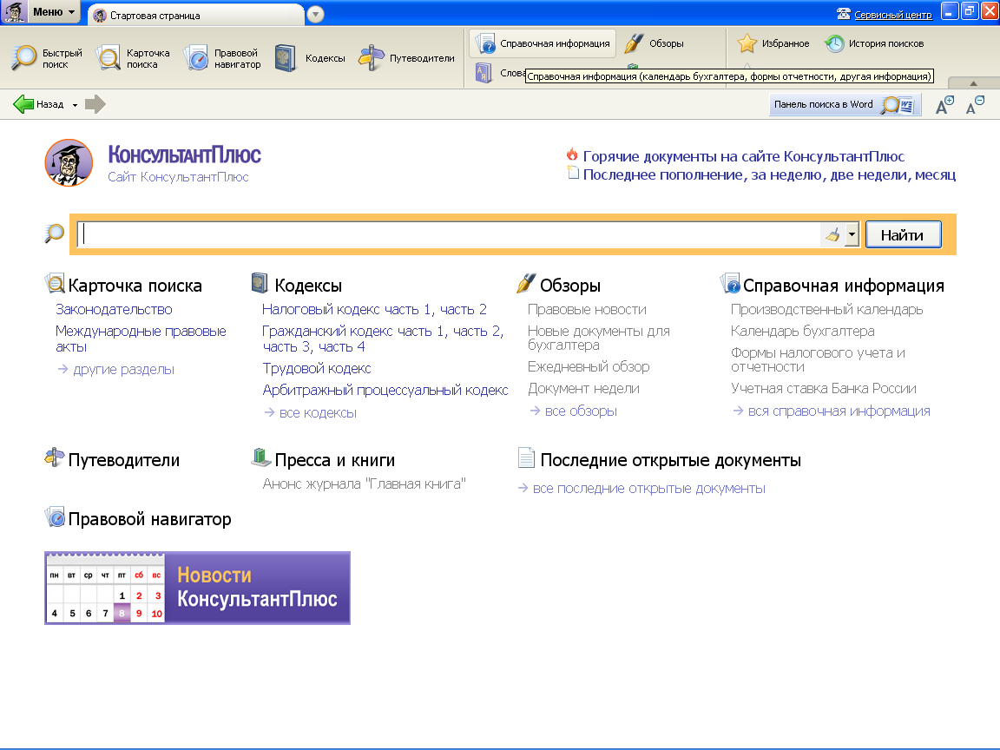 Меню
Стартовая страница
Сервисный центр
Быстрый поиск
Карточка поиска
Правовой навигатор
Кодексы
Путеводители
Справочная информация
Обзоры
Избранное
История поисков
Слова
Справочная информация (календарь бухгалтера, формы отчетности, другая информация)
Назад
Панель поиска в Word
КонсультантПлюс
Сайт КонсультантПлюс
Горячие документы на сайте КонсультантПлюс
Последнее пополнение, за неделю, две недели, месяц
Найти
Карточка поиска
Законодательство
Международные правовые
акты
другие разделы
Кодексы
Налоговый кодекс часть 1, часть 2
Гражданский кодекс часть 1, часть 2,
часть 3, часть 4
Трудовой кодекс
Арбитражный процессуальный кодекс
все кодексы
Обзоры
Правовые новости
Новые документы для
бухгалтера
Ежедневный обзор
Документ недели
все обзоры
Справочная информация
Производственный календарь
Календарь бухгалтера
Формы налогового учета и
отчетности
Учетная ставка Банка России
вся справочная информация
Путеводители
Пресса и книги
Анонс журнала "Главная книга"
Последние открытые документы
все последние открытые документы
Правовой навигатор
пн вт ср чт пт сб вс
1 2 3
4 5 6 7 8 9 10
Новости
КонсультантПлюс